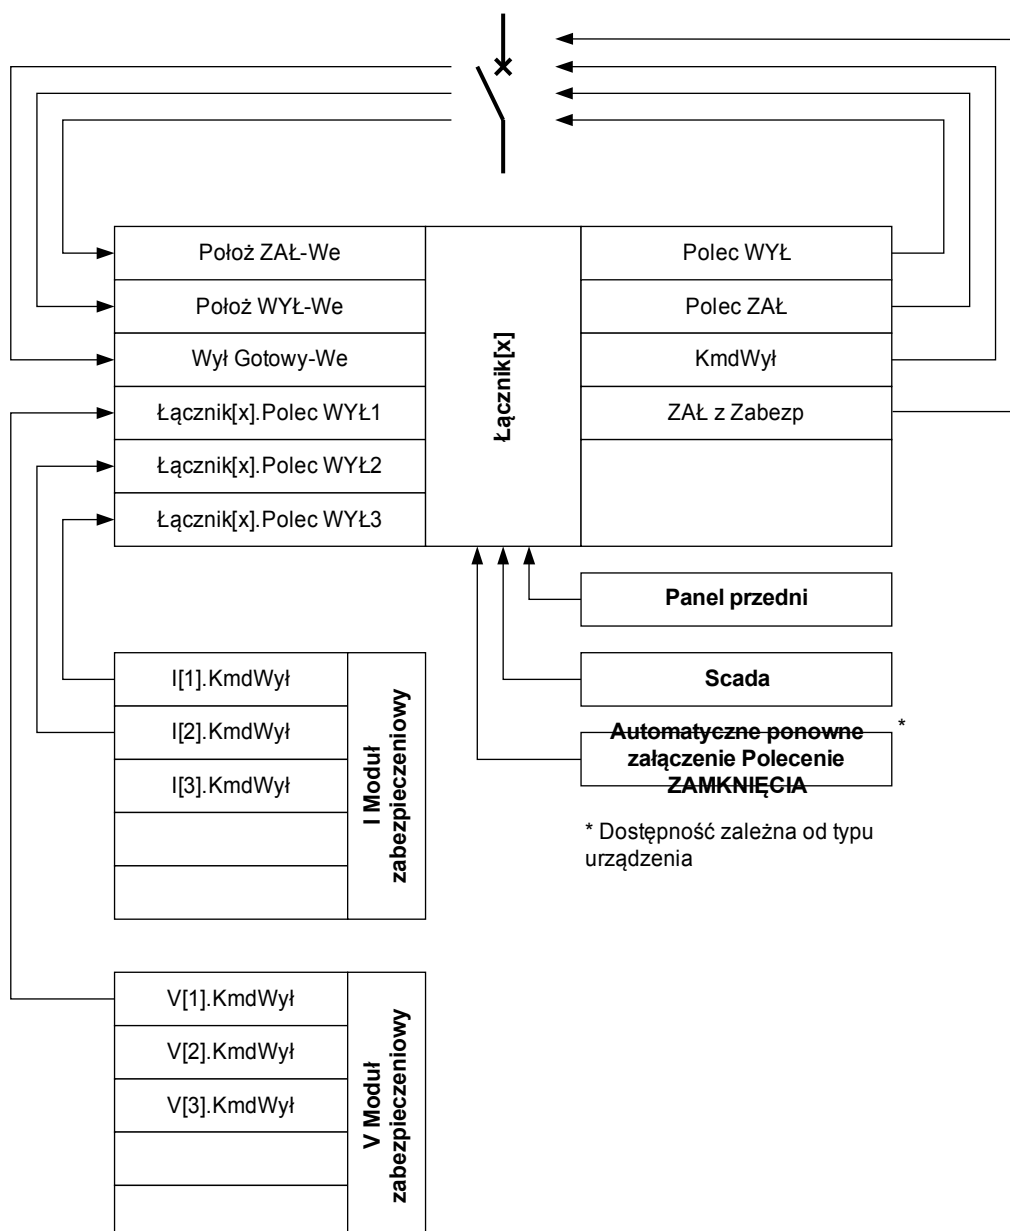 Położ ZAŁ-We
Położ WYŁ-We
Wył Gotowy-We
Łącznik[x].Polec WYŁ1
Łącznik[x].Polec WYŁ2
Łącznik[x].Polec WYŁ3
Łącznik[x]
Polec WYŁ
Polec ZAŁ
KmdWył
ZAŁ z Zabezp
Panel przedni
Scada
Automatyczne ponowne *
załączenie Polecenie
ZAMKNIĘCIA
* Dostępność zależna od typu
urządzenia
I[1].KmdWył
I[2].KmdWył
I[3].KmdWył
I Moduł
zabezpieczeniowy
V[1].KmdWył
V[2].KmdWył
V[3].KmdWył
V Moduł
zabezpieczeniowy